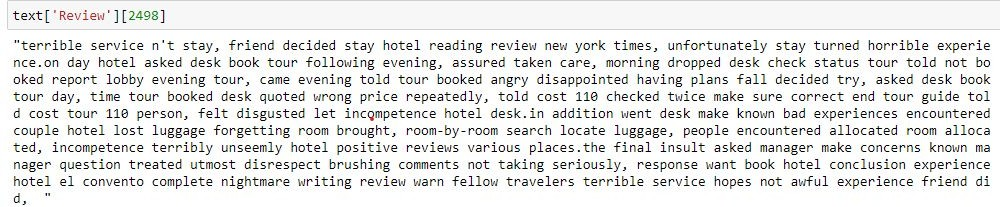 text['Review'][2498]
"terrible service n't stay, friend decided stay hotel reading review new york times, unfortunately stay turned horrible experie
nce.on day hotel asked desk book tour following evening, assured taken care, morning dropped desk check status tour told not bo
oked report lobby evening tour, came evening told tour booked angry disappointed having plans fall decided try, asked desk book
tour day, time tour booked desk quoted wrong price repeatedly, told cost 110 checked twice make sure correct end tour guide tol
d cost tour 110 person, felt disgusted let incompetence hotel desk.in addition went desk make known bad experiences encountered
couple hotel lost luggage forgetting room brought, room-by-room search locate luggage, people encountered allocated room alloca
ted, incompetence terribly unseemly hotel positive reviews various places.the final insult asked manager make concerns known ma
nager question treated utmost disrespect brushing comments not taking seriously, response want book hotel conclusion experience
hotel el convento complete nightmare writing review warn fellow travelers terrible service hopes not awful experience friend di
d,  "